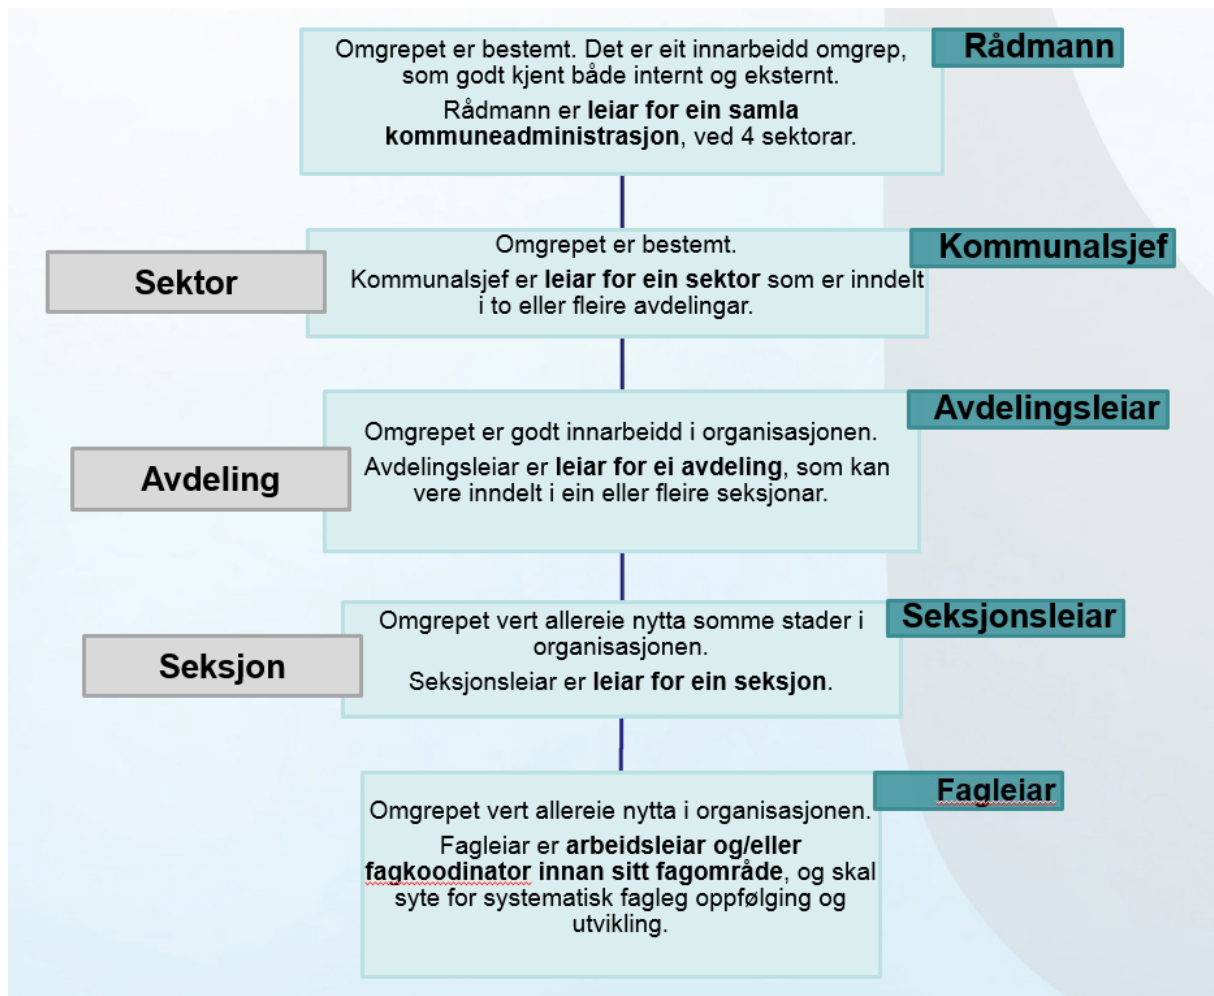 Rådmann
Omgrepet er bestemt. Det er eit innarbeidd omgrep,
som godt kjent både internt og eksternt.
Rådmann er leiar for ein samla
kommuneadministrasjon, ved 4 sektorar.
Kommunalsjef
Sektor
Omgrepet er bestemt.
Kommunalsjef er leiar for ein sektor som er inndelt
i to eller fleire avdelingar.
Avdelingsleiar
Avdeling
Omgrepet er godt innarbeidd i organisasjonen.
Avdelingsleiar er leiar for ei avdeling, som kan
vere inndelt i ein eller fleire seksjonar.
Seksjonsleiar
Seksjon
Omgrepet vert allereie nytta somme stader i
organisasjonen.
Seksjonsleiar er leiar for ein seksjon.
Fagleiar
Omgrepet vert allereie nytta i organisasjonen.
Fagleiar er arbeidsleiar og/eller
fagkoodinator innan sitt fagområde, og skal
syte for systematisk fagleg oppfølging og
utvikling.